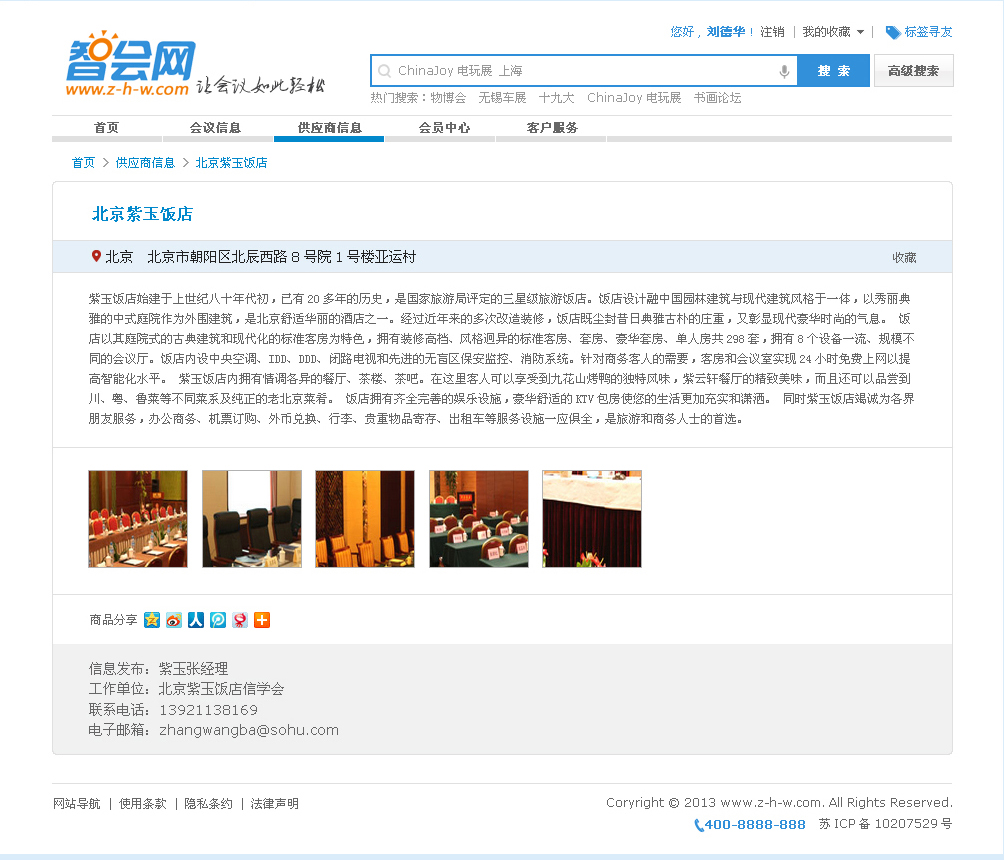 您好，刘德华！ 注销 | 我的收藏 | 标签寻友
智会网
www.z-h-w.com 让会议如此轻松
ChinaJoy 电玩展 上海 搜 索 高级搜索
热门搜索：物博会 无锡车展 十九大 ChinaJoy 电玩展 书画论坛
首页 会议信息 供应商信息 会员中心 客户服务
首页 > 供应商信息 > 北京紫玉饭店
北京紫玉饭店
北京 北京市朝阳区北辰西路 8 号院 1 号楼亚运村 收藏
紫玉饭店始建于上世纪八十年代初，已有 20 多年的历史，是国家旅游局评定的三星级旅游饭店。饭店设计融中国园林建筑与现代建筑风格于一体，以秀丽典
雅的中式庭院作为外围建筑，是北京舒适华丽的酒店之一。经过近年来的多次改造装修，饭店既尘封昔日典雅古朴的庄重，又彰显现代豪华时尚的气息。 饭
店以其庭院式的古典建筑和现代化的标准客房为特色，拥有装修高档、风格迥异的标准客房、套房、豪华套房、单人房共 298 套，拥有 8 个设备一流、规模不
同的会议厅。饭店内设中央空调、IDD、DDD、闭路电视和先进的无盲区保安监控、消防系统。针对商务客人的需要，客房和会议室实现 24 小时免费上网以提
高智能化水平。 紫玉饭店内拥有情调各异的餐厅、茶楼、茶吧。在这里客人可以享受到九花山烤鸭的独特风味，紫云轩餐厅的精致美味，而且还可以品尝到
川、粤、鲁菜等不同菜系及纯正的老北京菜肴。 饭店拥有齐全完善的娱乐设施，豪华舒适的 KTV 包房使您的生活更加充实和潇洒。 同时紫玉饭店竭诚为各界
朋友服务，办公商务、机票订购、外币兑换、行李、贵重物品寄存、出租车等服务设施一应俱全，是旅游和商务人士的首选。
商品分享
信息发布：紫玉张经理
工作单位：北京紫玉饭店信学会
联系电话：13921138169
电子邮箱：zhangwangba@sohu.com
网站导航 | 使用条款 | 隐私条约 | 法律声明 Coryright © 2013 www.z-h-w.com. All Rights Reserved.
400-8888-888 苏 ICP 备 10207529 号